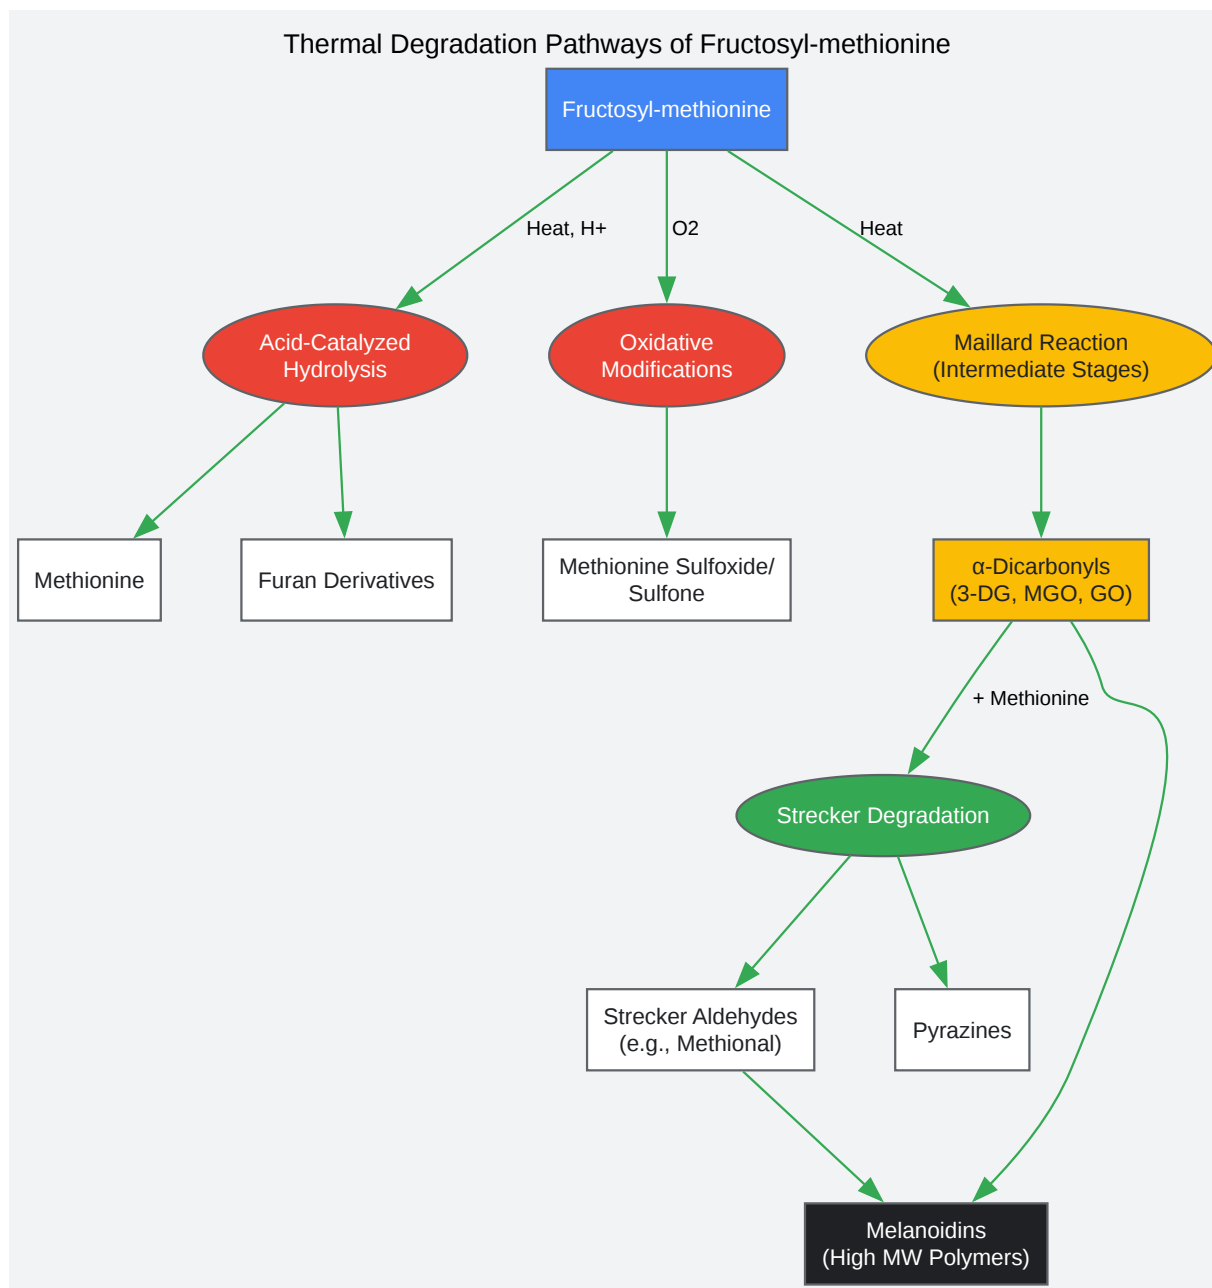 Thermal Degradation Pathways of Fructosyl-methionine
Fructosyl-methionine
Heat, H+
O2
Heat
Acid-Catalyzed
Hydrolysis
Oxidative
Modifications
Maillard Reaction
(Intermediate Stages)
Methionine
Furan Derivatives
Methionine Sulfoxide/
Sulfone
α-Dicarbonyls
(3-DG, MGO, GO)
+ Methionine
Strecker Degradation
Strecker Aldehydes
(e.g., Methional)
Pyrazines
Melanoidins
(High MW Polymers)